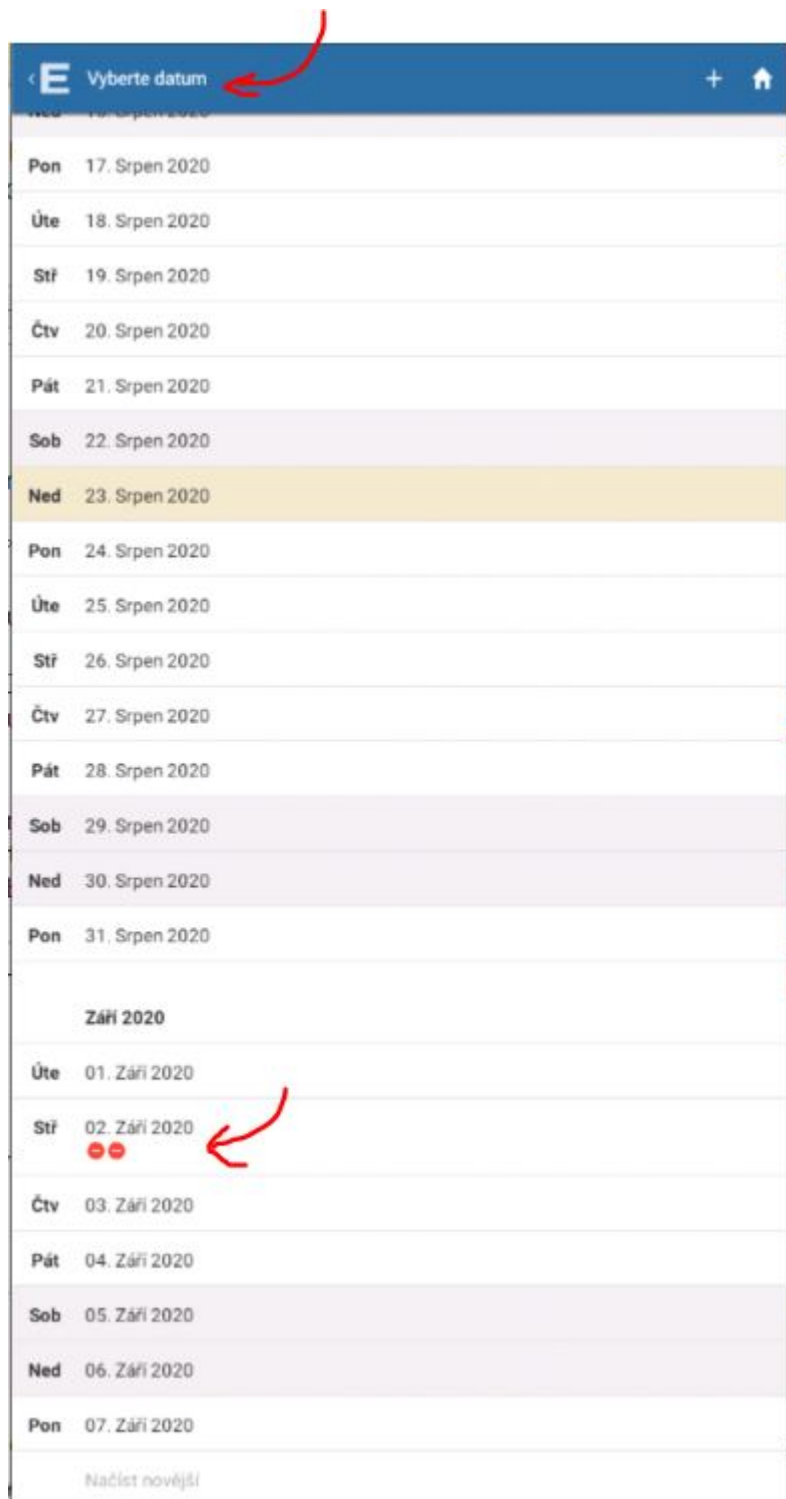 E Vyberte datum
Pon 17. Srpen 2020
Úte 18. Srpen 2020
Stř 19. Srpen 2020
Čtv 20. Srpen 2020
Pát 21. Srpen 2020
Sob 22. Srpen 2020
Ned 23. Srpen 2020
Pon 24. Srpen 2020
Úte 25. Srpen 2020
Stř 26. Srpen 2020
Čtv 27. Srpen 2020
Pát 28. Srpen 2020
Sob 29. Srpen 2020
Ned 30. Srpen 2020
Pon 31. Srpen 2020
Září 2020
Úte 01. Září 2020
Stř 02. Září 2020
Čtv 03. Září 2020
Pát 04. Září 2020
Sob 05. Září 2020
Ned 06. Září 2020
Pon 07. Září 2020
Načíst novější